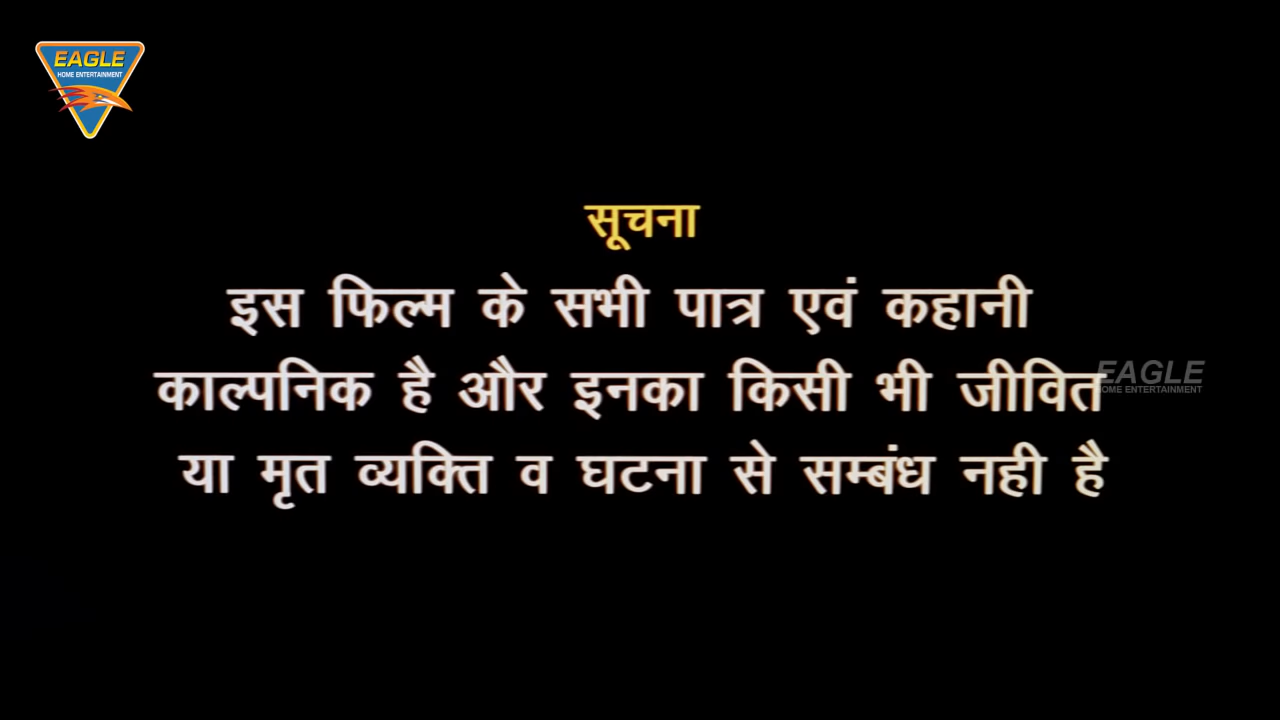 EAGLE
HOME ENTERTAINMENT
सूचना
इस फिल्म के सभी पात्र एवं कहानी
काल्पनिक है और इनका किसी भी जीवित
या मृत व्यक्ति व घटना से सम्बंध नही है
EAGLE
HOME ENTERTAINMENT